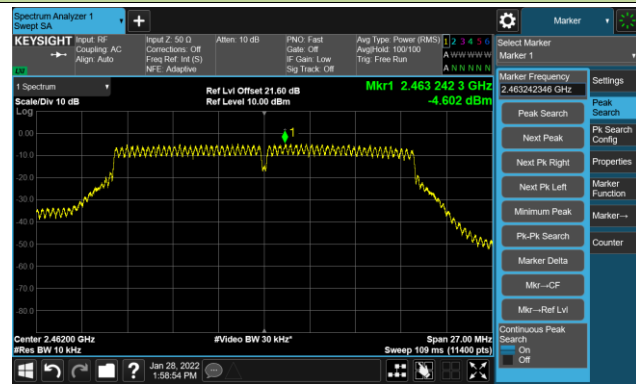 Spectrum Analyzer 1
Swept SA
Marker
KEYSIGHT
Input: RF
Coupling: AC
Align: Auto
Input Z: 50 Ω
Corrections: Off
Freq Ref: Int (S)
NFE: Adaptive
Atten: 10 dB
PNO: Fast
Gate: Off
IF Gain: Low
Sig Track: Off
Avg Type: Power (RMS)
Avg|Hold: 100/100
Trig: Free Run
1 2 3 4 5 6
A W W W W W
A N N N N N
Select Marker
Marker 1
LXI
1 Spectrum
Scale/Div 10 dB
Log
Ref Lvl Offset 21.60 dB
Ref Level 10.00 dBm
Mkr1 2.463 242 3 GHz
-4.602 dBm
1
0.00
-10.0
-20.0
-30.0
-40.0
-50.0
-60.0
-70.0
-80.0
Center 2.46200 GHz
#Res BW 10 kHz
#Video BW 30 kHz*
Span 27.00 MHz
Sweep 109 ms (11400 pts)
Marker Frequency
2.463242346 GHz
Peak Search
Next Peak
Next Pk Right
Next Pk Left
Minimum Peak
Pk-Pk Search
Marker Delta
Mkr→CF
Mkr→Ref Lvl
Continuous Peak
Search
On
Off
Settings
Peak
Search
Pk Search
Config
Properties
Marker
Function
Marker→
Counter
?
Jan 28, 2022
1:58:54 PM